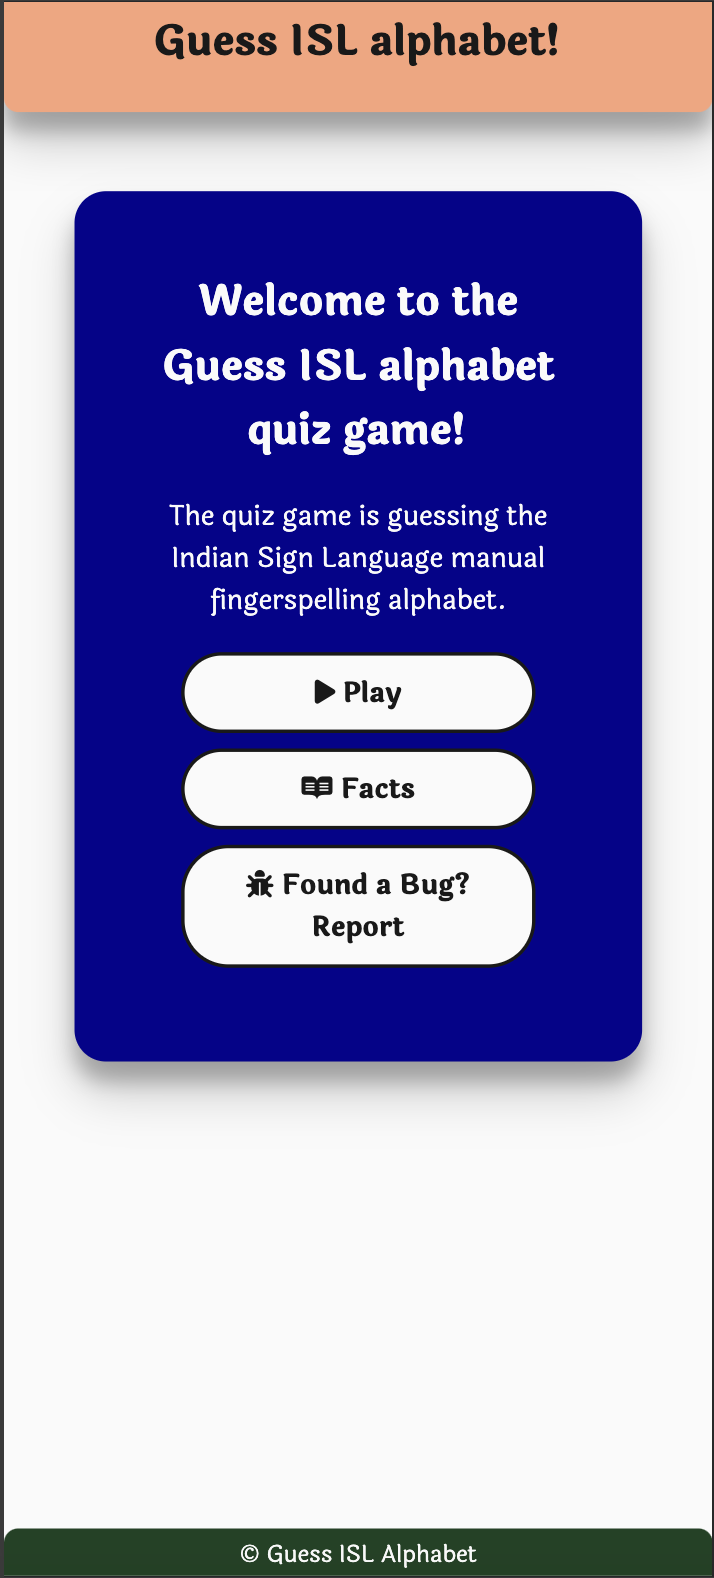 Guess ISL alphabet!
Welcome to the
Guess ISL alphabet
quiz game!
The quiz game is guessing the
Indian Sign Language manual
fingerspelling alphabet.
Play
Facts
Found a Bug?
Report
© Guess ISL Alphabet